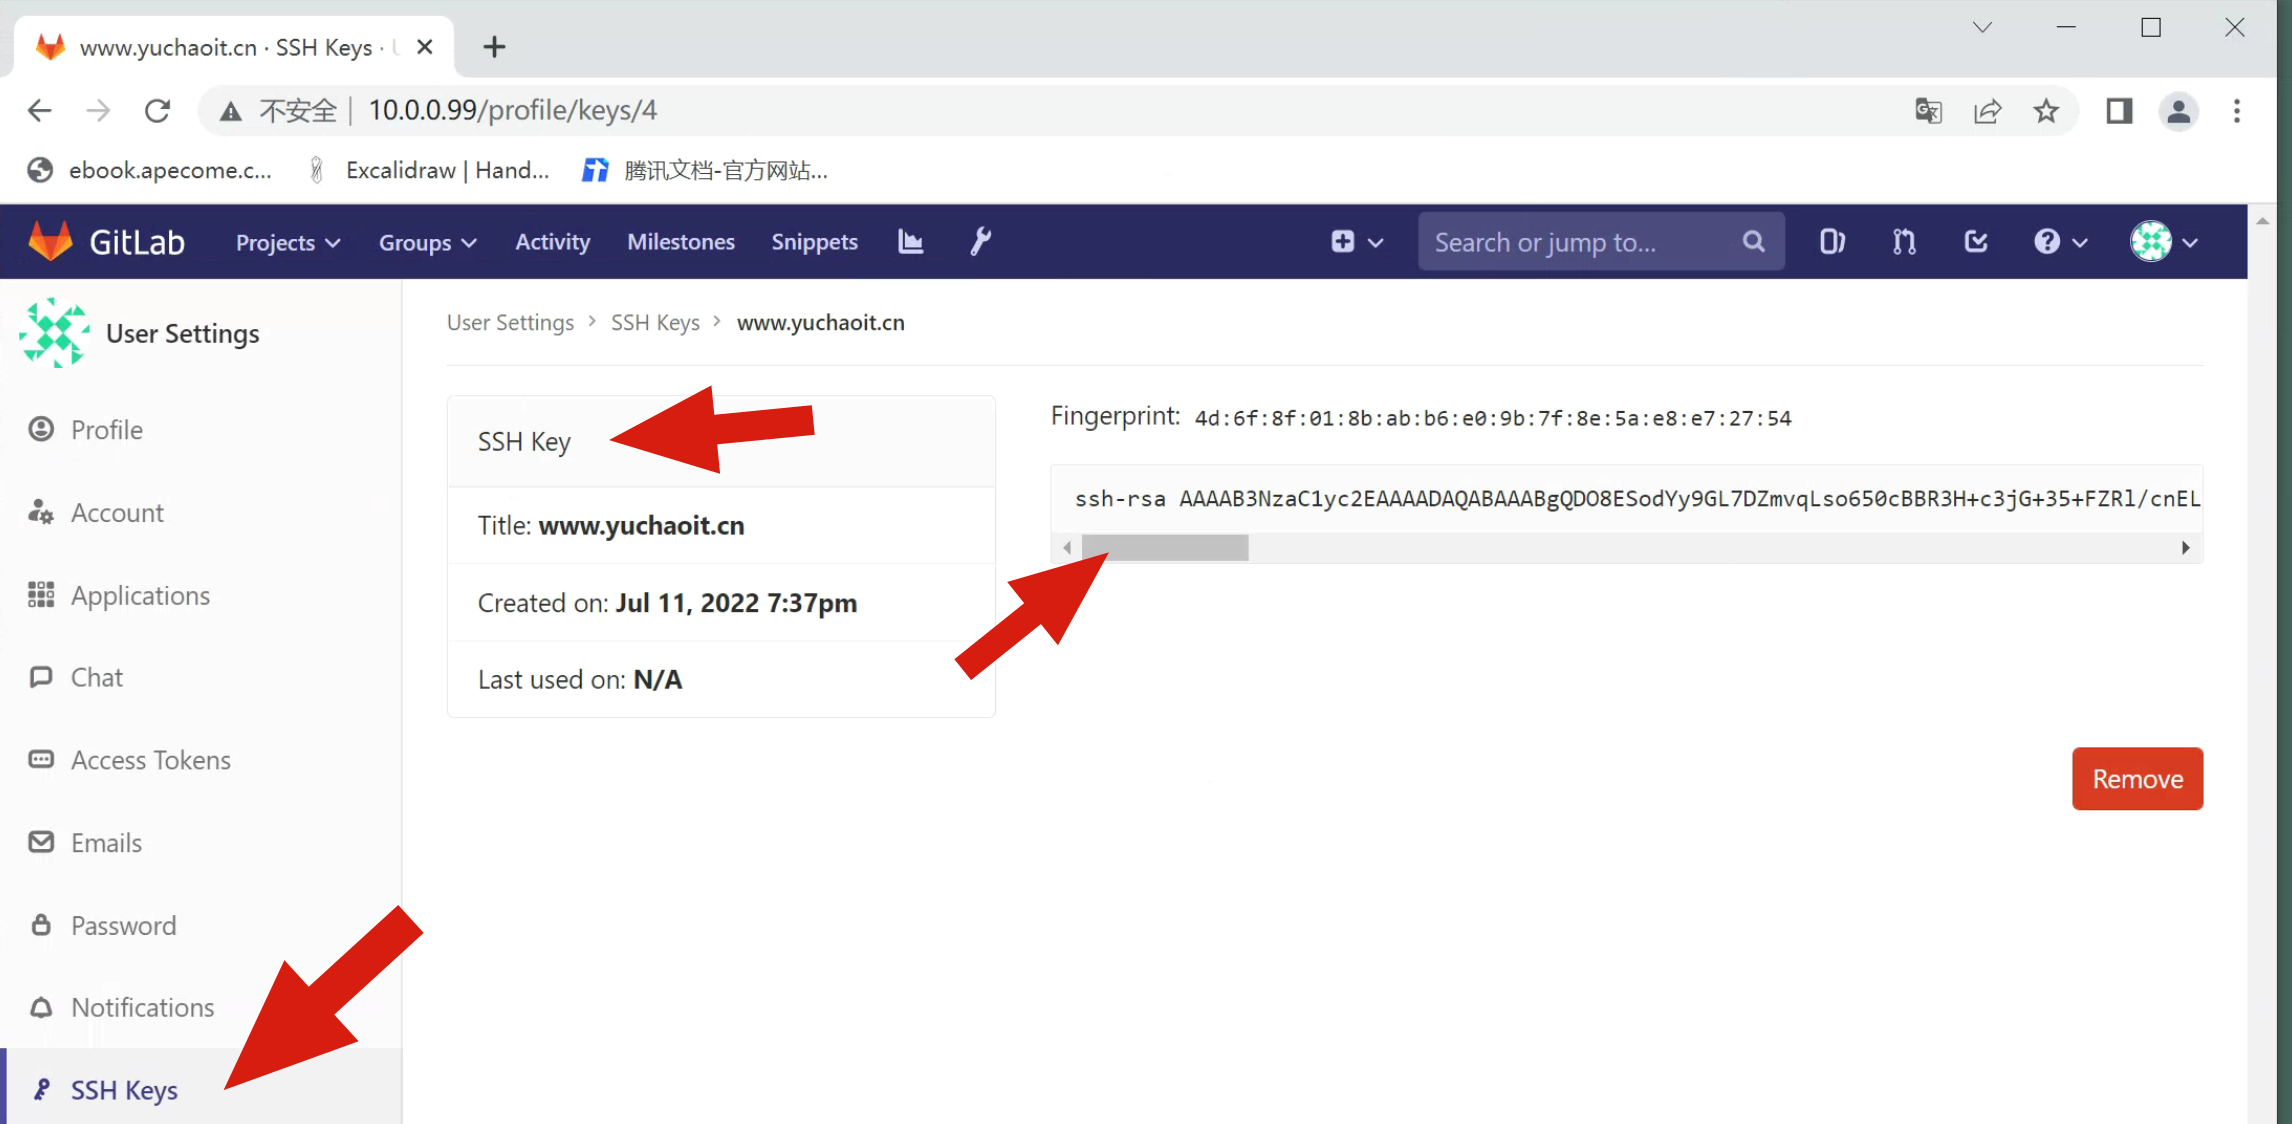 www.yuchaoit.cn · SSH Keys ·
不安全 | 10.0.0.99/profile/keys/4
ebook.apecome.c... Excalidraw | Hand... 腾讯文档-官方网站...
GitLab Projects Groups Activity Milestones Snippets Search or jump to...
User Settings
User Settings > SSH Keys > www.yuchaoit.cn
Profile
Account
Applications
Chat
Access Tokens
Emails
Password
Notifications
SSH Keys
SSH Key
Title: www.yuchaoit.cn
Created on: Jul 11, 2022 7:37pm
Last used on: N/A
Fingerprint: 4d:6f:8f:01:8b:ab:b6:e0:9b:7f:8e:5a:e8:e7:27:54
ssh-rsa AAAAB3NzaC1yc2EAAAADAQABAAABgQDO8ESodYy9GL7DZmvqLso650cBBR3H+c3jG+35+FZRl/cnEL
Remove